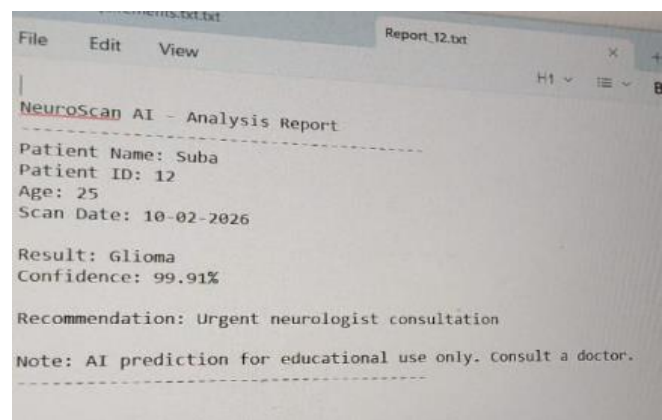 Report_12.txt
File Edit View
H1
NeuroScan AI - Analysis Report
------------------------------------
Patient Name: Suba
Patient ID: 12
Age: 25
Scan Date: 10-02-2026
Result: Glioma
Confidence: 99.91%
Recommendation: Urgent neurologist consultation
Note: AI prediction for educational use only. Consult a doctor.
------------------------------------